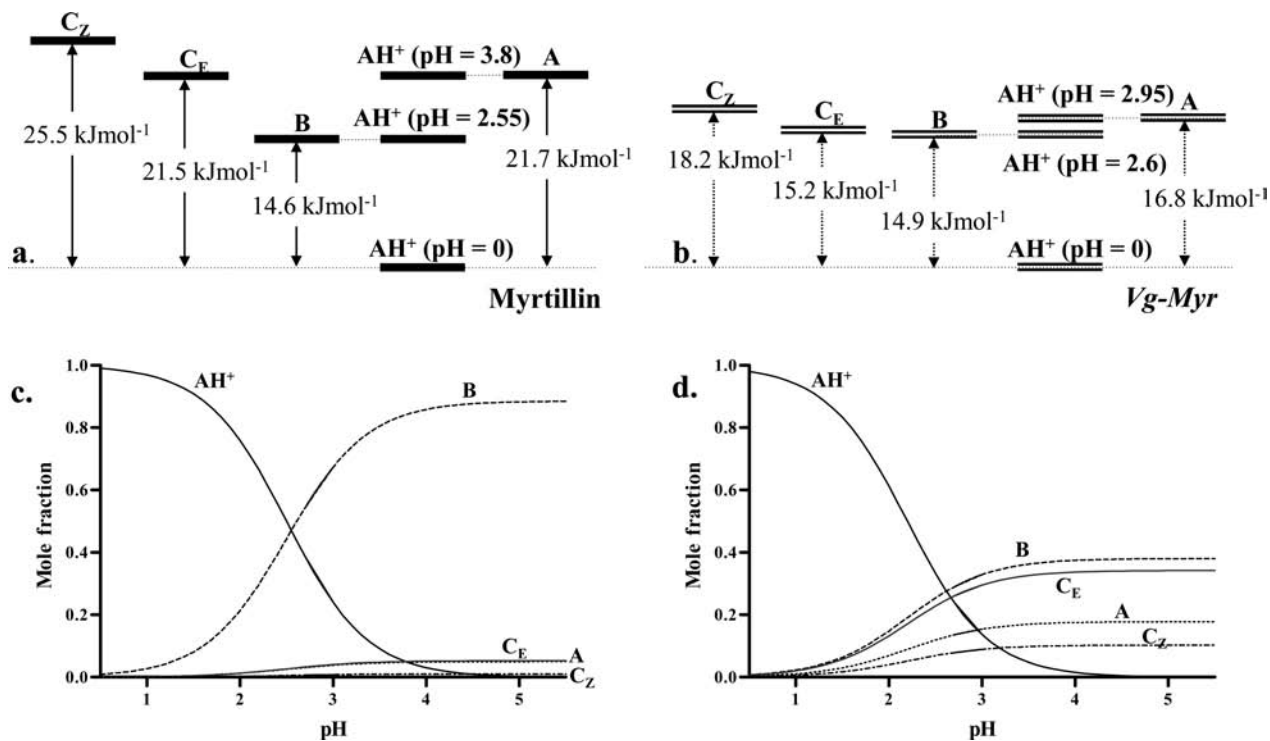 C_Z
C_E
B
AH⁺ (pH = 3.8)
A
AH⁺ (pH = 2.55)
25.5 kJmol⁻¹
21.5 kJmol⁻¹
14.6 kJmol⁻¹
21.7 kJmol⁻¹
AH⁺ (pH = 0)
a.
Myrtillin
C_Z
C_E
B
AH⁺ (pH = 2.95)
A
AH⁺ (pH = 2.6)
18.2 kJmol⁻¹
15.2 kJmol⁻¹
14.9 kJmol⁻¹
16.8 kJmol⁻¹
AH⁺ (pH = 0)
b.
Vg-Myr
c.
Mole fraction
1.0
0.8
0.6
0.4
0.2
0.0
AH⁺
B
C_E
A
C_Z
1 2 3 4 5
pH
d.
Mole fraction
1.0
0.8
0.6
0.4
0.2
0.0
AH⁺
B
C_E
A
C_Z
1 2 3 4 5
pH